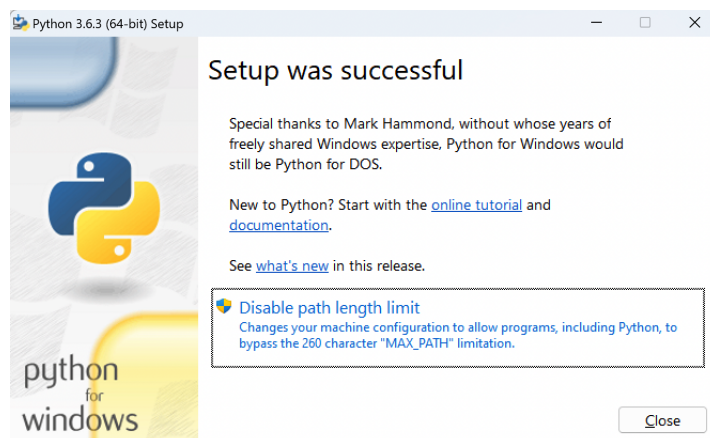 Python 3.6.3 (64-bit) Setup
Setup was successful
Special thanks to Mark Hammond, without whose years of
freely shared Windows expertise, Python for Windows would
still be Python for DOS.
New to Python? Start with the online tutorial and
documentation.
See what's new in this release.
Disable path length limit
Changes your machine configuration to allow programs, including Python, to
bypass the 260 character "MAX_PATH" limitation.
python
for
windows
Close